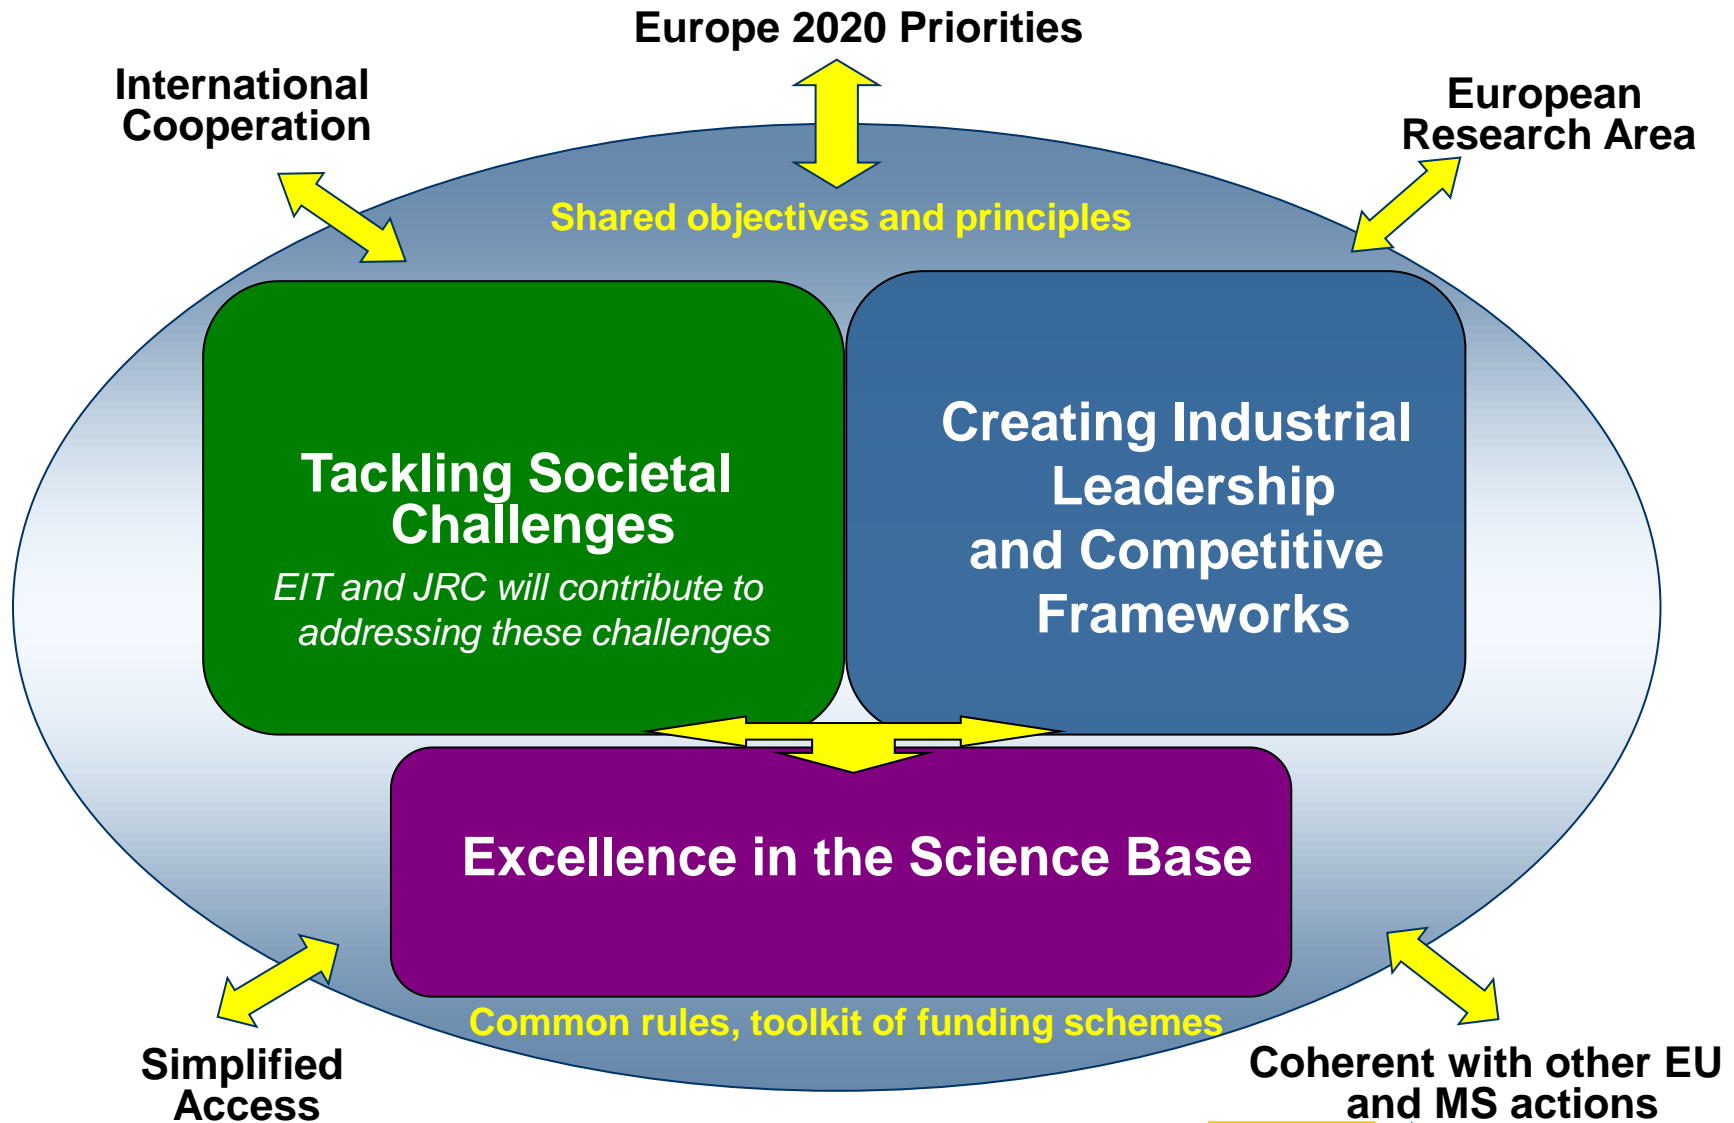 Europe 2020 Priorities
International
Cooperation
European
Research Area
Shared objectives and principles
Tackling Societal
Challenges
EIT and JRC will contribute to
addressing these challenges
Creating Industrial
Leadership
and Competitive
Frameworks
Excellence in the Science Base
Common rules, toolkit of funding schemes
Simplified
Access
Coherent with other EU
and MS actions